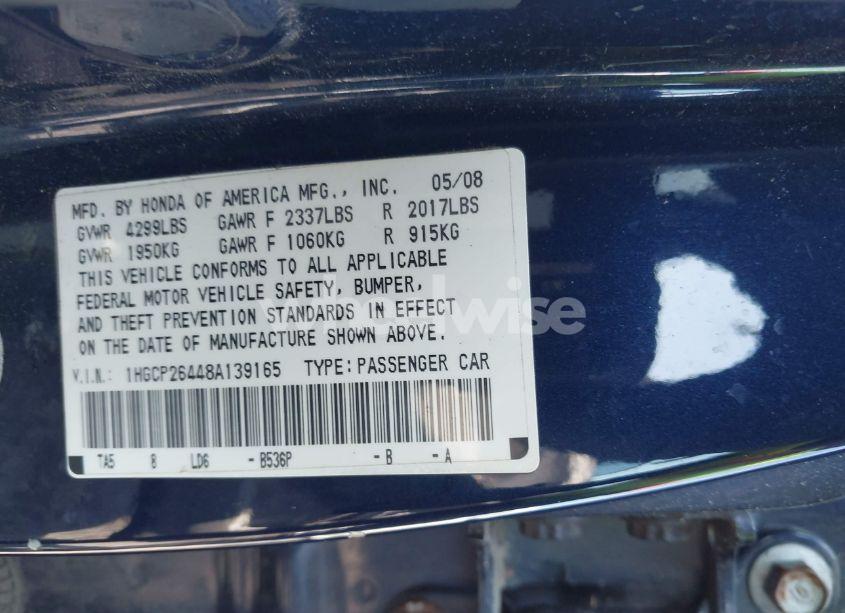 MFD. BY HONDA OF AMERICA MFG., INC. 05/08
GVWR 4299LBS GAWR F 2337LBS R 2017LBS
GVWR 1950KG GAWR F 1060KG R 915KG
THIS VEHICLE CONFORMS TO ALL APPLICABLE
FEDERAL MOTOR VEHICLE SAFETY, BUMPER,
AND THEFT PREVENTION STANDARDS IN EFFECT
ON THE DATE OF MANUFACTURE SHOWN ABOVE.
V.I.N.: 1HGCP26448A139165 TYPE: PASSENGER CAR
TA5 8 LD6 -B536P -B -A